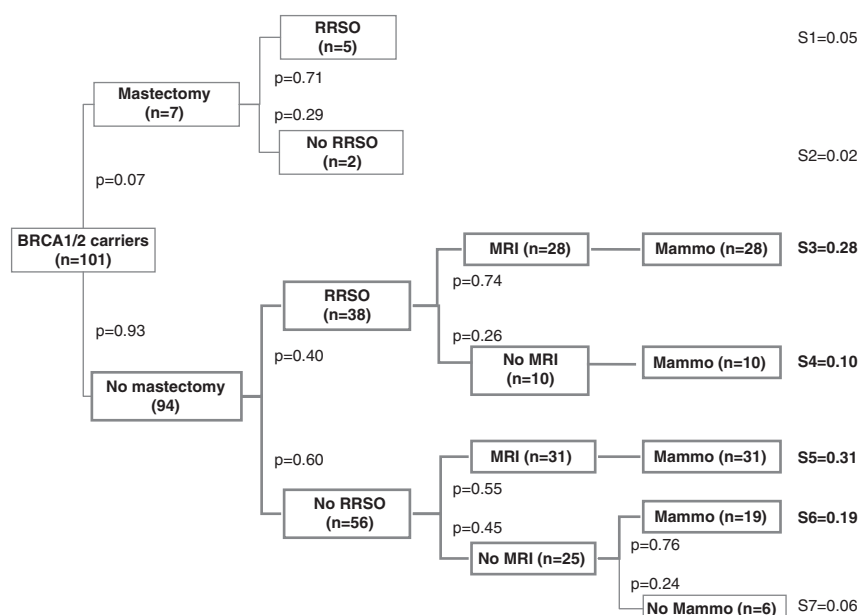 RRSO
(n=5)
S1=0.05
p=0.71
Mastectomy
(n=7)
p=0.29
No RRSO
(n=2)
S2=0.02
p=0.07
BRCA1/2 carriers
(n=101)
MRI (n=28)
Mammo (n=28)
S3=0.28
p=0.74
RRSO
(n=38)
p=0.93
p=0.26
p=0.40
No MRI
(n=10)
Mammo (n=10)
S4=0.10
No mastectomy
(94)
p=0.60
MRI (n=31)
Mammo (n=31)
S5=0.31
p=0.55
No RRSO
(n=56)
Mammo (n=19)
S6=0.19
p=0.45
p=0.76
No MRI (n=25)
p=0.24
No Mammo (n=6)
S7=0.06